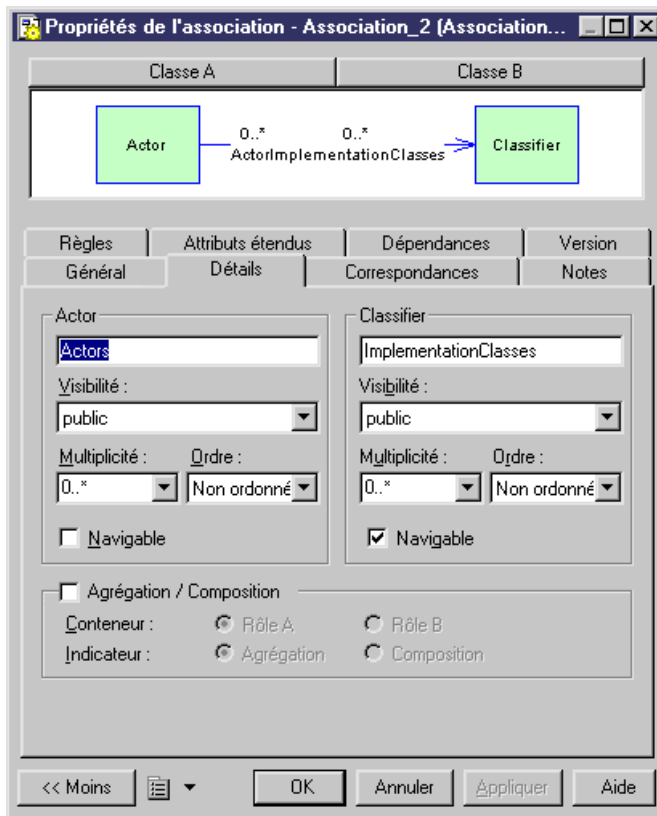 Propriétés de l'association - Association_2 (Association...
Classe A Classe B
0..* 0..*
Actor Classifier
ActorImplementationClasses
Règles Attributs étendus Dépendances Version
Général Détails Correspondances Notes
Actor Classifier
Actors ImplementationClasses
Visibilité : Visibilité :
public public
Multiplicité : Ordre : Multiplicité : Ordre :
0..* Non ordonné 0..* Non ordonné
Navigable Navigable
Agrégation / Composition
Conteneur : Rôle A Rôle B
Indicateur : Agrégation Composition
<< Moins OK Annuler Appliquer Aide